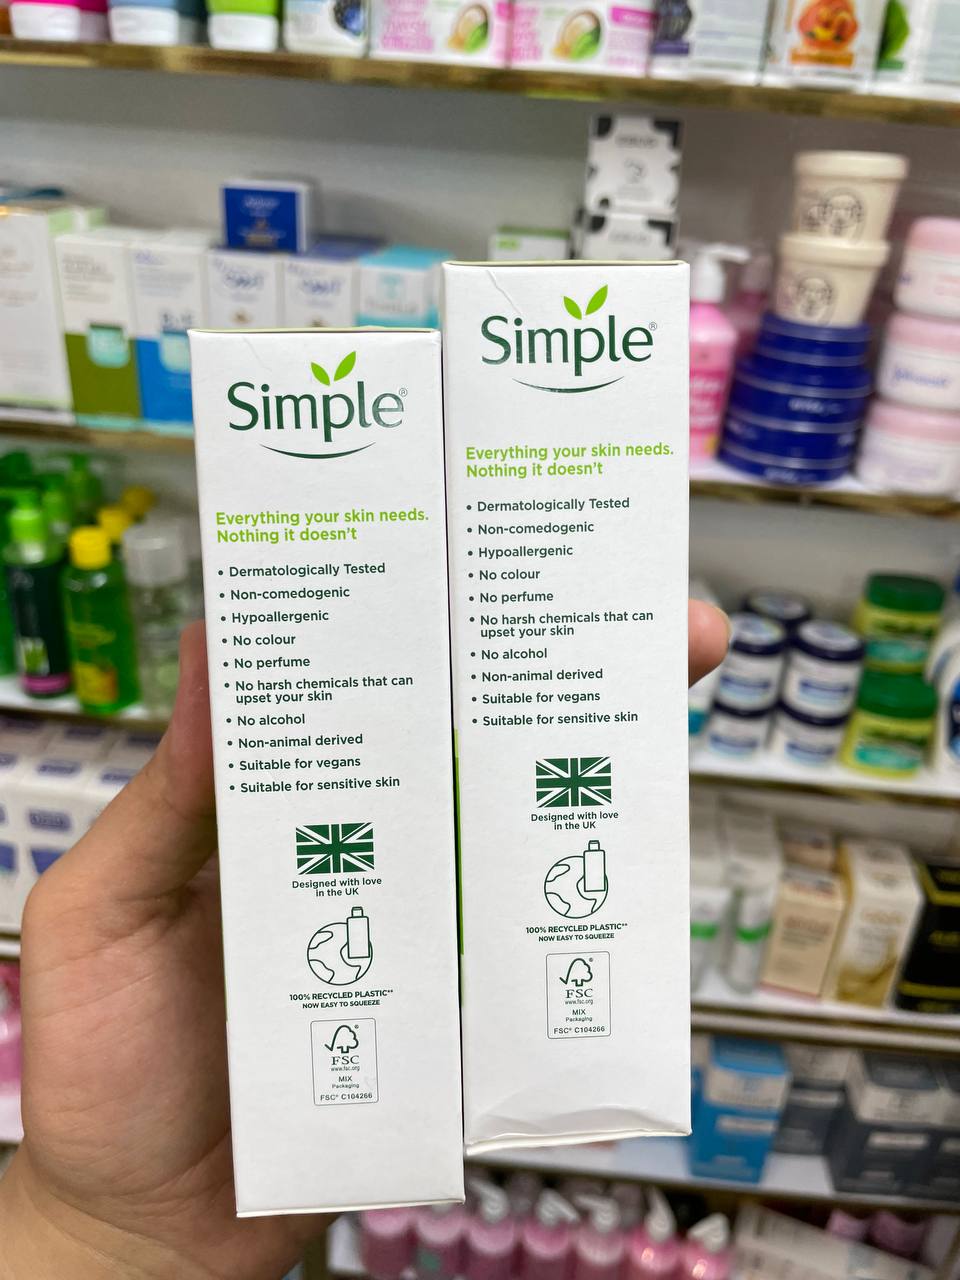 Simple®
Everything your skin needs.
Nothing it doesn't
• Dermatologically Tested
• Non-comedogenic
• Hypoallergenic
• No colour
• No perfume
• No harsh chemicals that can
upset your skin
• No alcohol
• Non-animal derived
• Suitable for vegans
• Suitable for sensitive skin
Designed with love
in the UK
100% RECYCLED PLASTIC**
NOW EASY TO SQUEEZE
FSC
www.fsc.org
MIX
Packaging
FSC® C104266
Simple®
Everything your skin needs.
Nothing it doesn't
• Dermatologically Tested
• Non-comedogenic
• Hypoallergenic
• No colour
• No perfume
• No harsh chemicals that can
upset your skin
• No alcohol
• Non-animal derived
• Suitable for vegans
• Suitable for sensitive skin
Designed with love
in the UK
100% RECYCLED PLASTIC**
NOW EASY TO SQUEEZE
FSC
www.fsc.org
MIX
Packaging
FSC® C104266